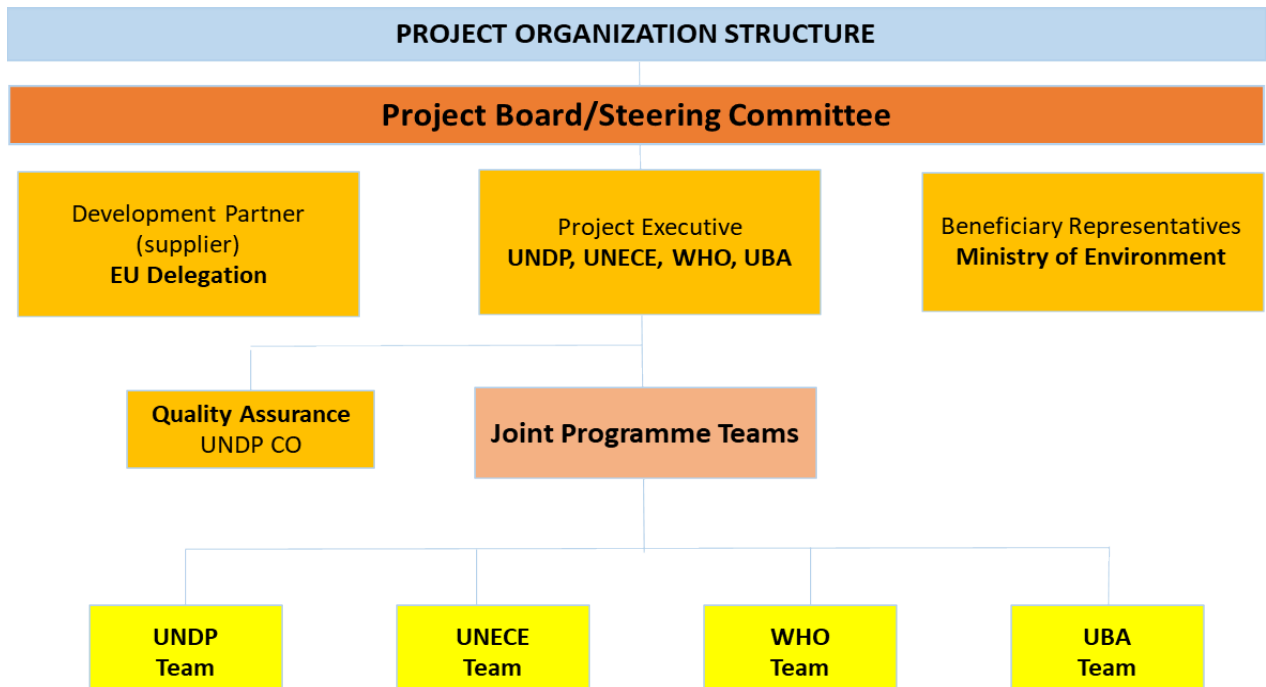 PROJECT ORGANIZATION STRUCTURE
Project Board/Steering Committee
Development Partner
(supplier)
EU Delegation
Project Executive
UNDP, UNECE, WHO, UBA
Beneficiary Representatives
Ministry of Environment
Quality Assurance
UNDP CO
Joint Programme Teams
UNDP
Team
UNECE
Team
WHO
Team
UBA
Team